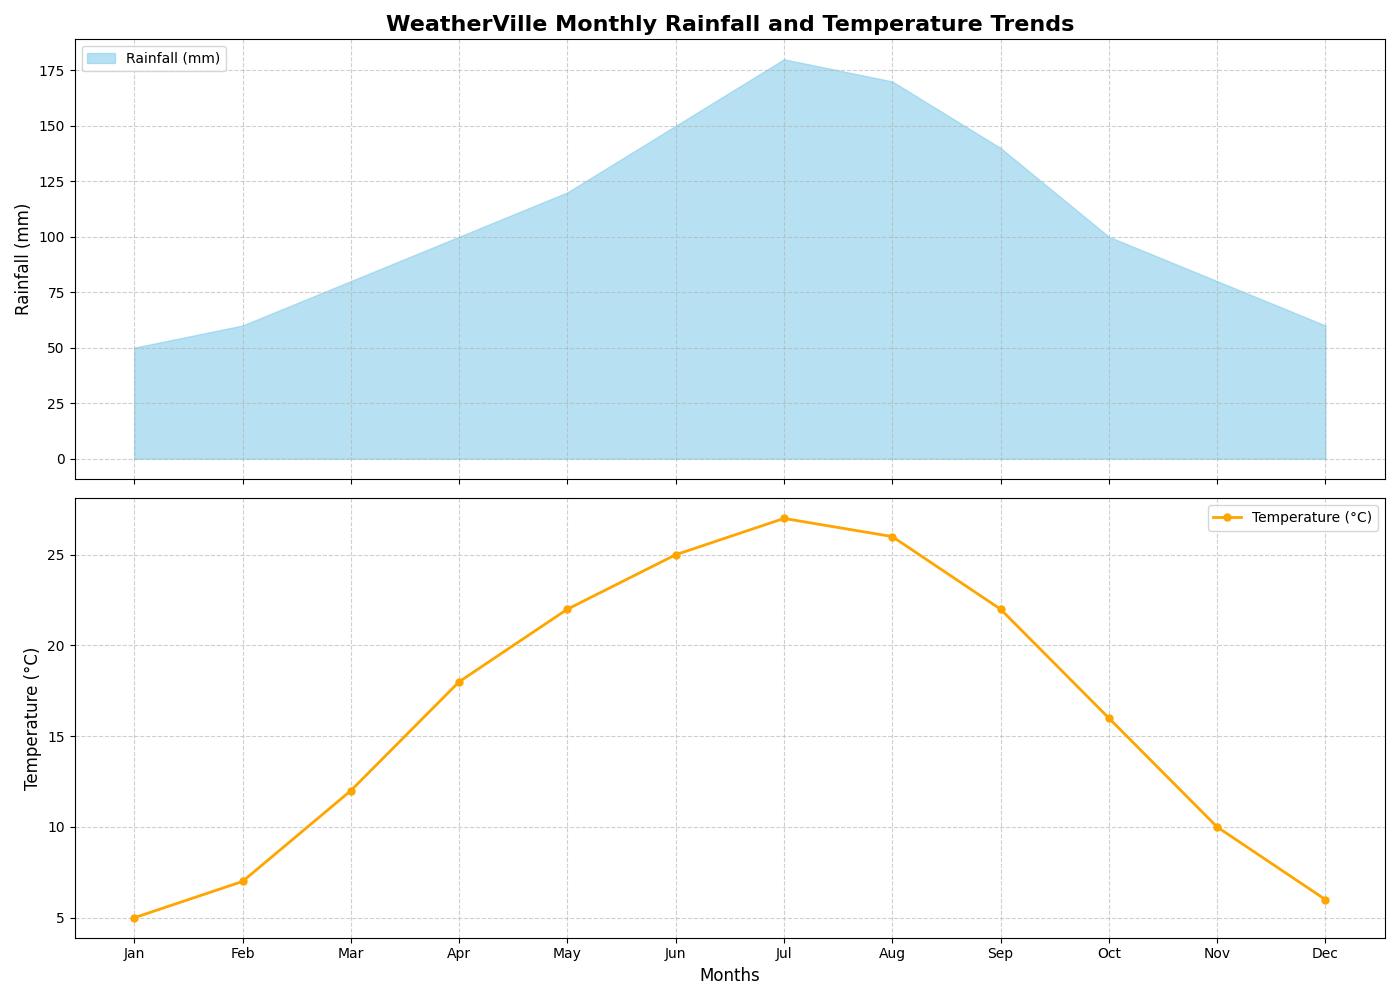 WeatherVille Monthly Rainfall and Temperature Trends
Rainfall (mm)
Rainfall (mm)
175
150
125
100
75
50
25
0
Temperature (°C)
Temperature (°C)
25
20
15
10
5
Jan Feb Mar Apr May Jun Jul Aug Sep Oct Nov Dec
Months